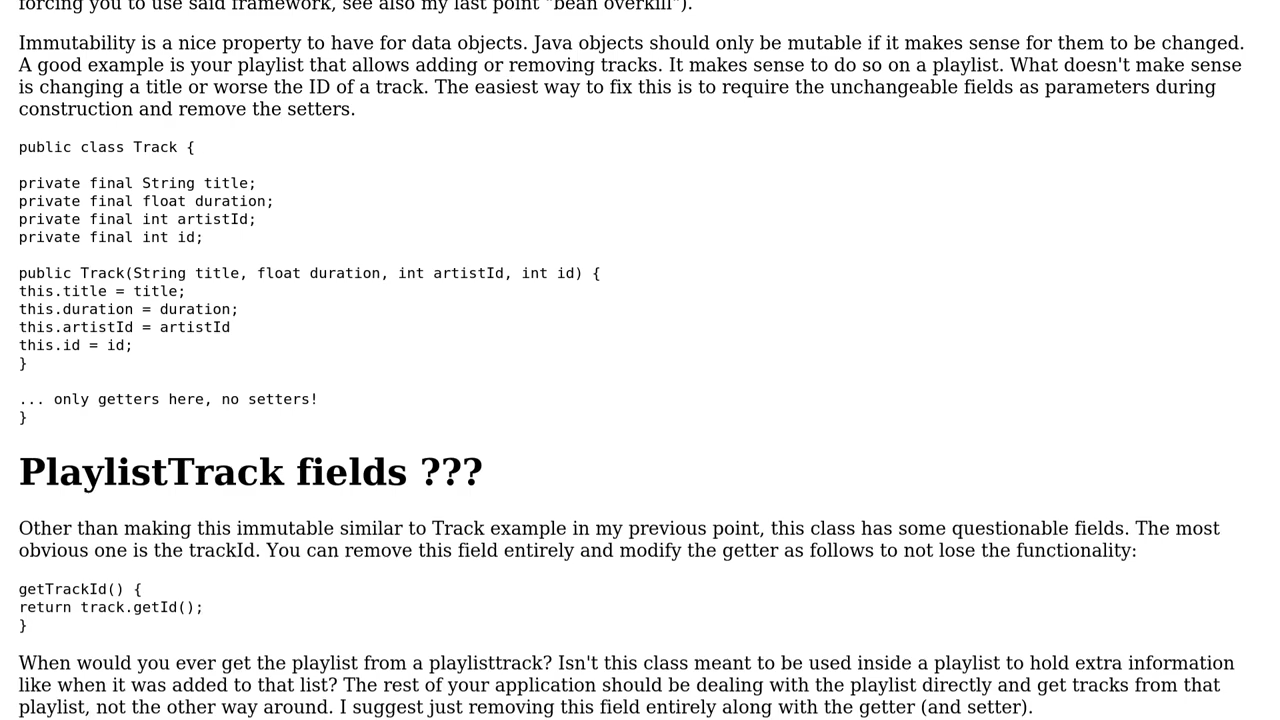 forcing you to use said framework, see also my last point "bean overkill").
Immutability is a nice property to have for data objects. Java objects should only be mutable if it makes sense for them to be changed.
A good example is your playlist that allows adding or removing tracks. It makes sense to do so on a playlist. What doesn't make sense
is changing a title or worse the ID of a track. The easiest way to fix this is to require the unchangeable fields as parameters during
construction and remove the setters.
public class Track {
private final String title;
private final float duration;
private final int artistId;
private final int id;
public Track(String title, float duration, int artistId, int id) {
this.title = title;
this.duration = duration;
this.artistId = artistId
this.id = id;
}
... only getters here, no setters!
}
PlaylistTrack fields ???
Other than making this immutable similar to Track example in my previous point, this class has some questionable fields. The most
obvious one is the trackId. You can remove this field entirely and modify the getter as follows to not lose the functionality:
getTrackId() {
return track.getId();
}
When would you ever get the playlist from a playlisttrack? Isn't this class meant to be used inside a playlist to hold extra information
like when it was added to that list? The rest of your application should be dealing with the playlist directly and get tracks from that
playlist, not the other way around. I suggest just removing this field entirely along with the getter (and setter).